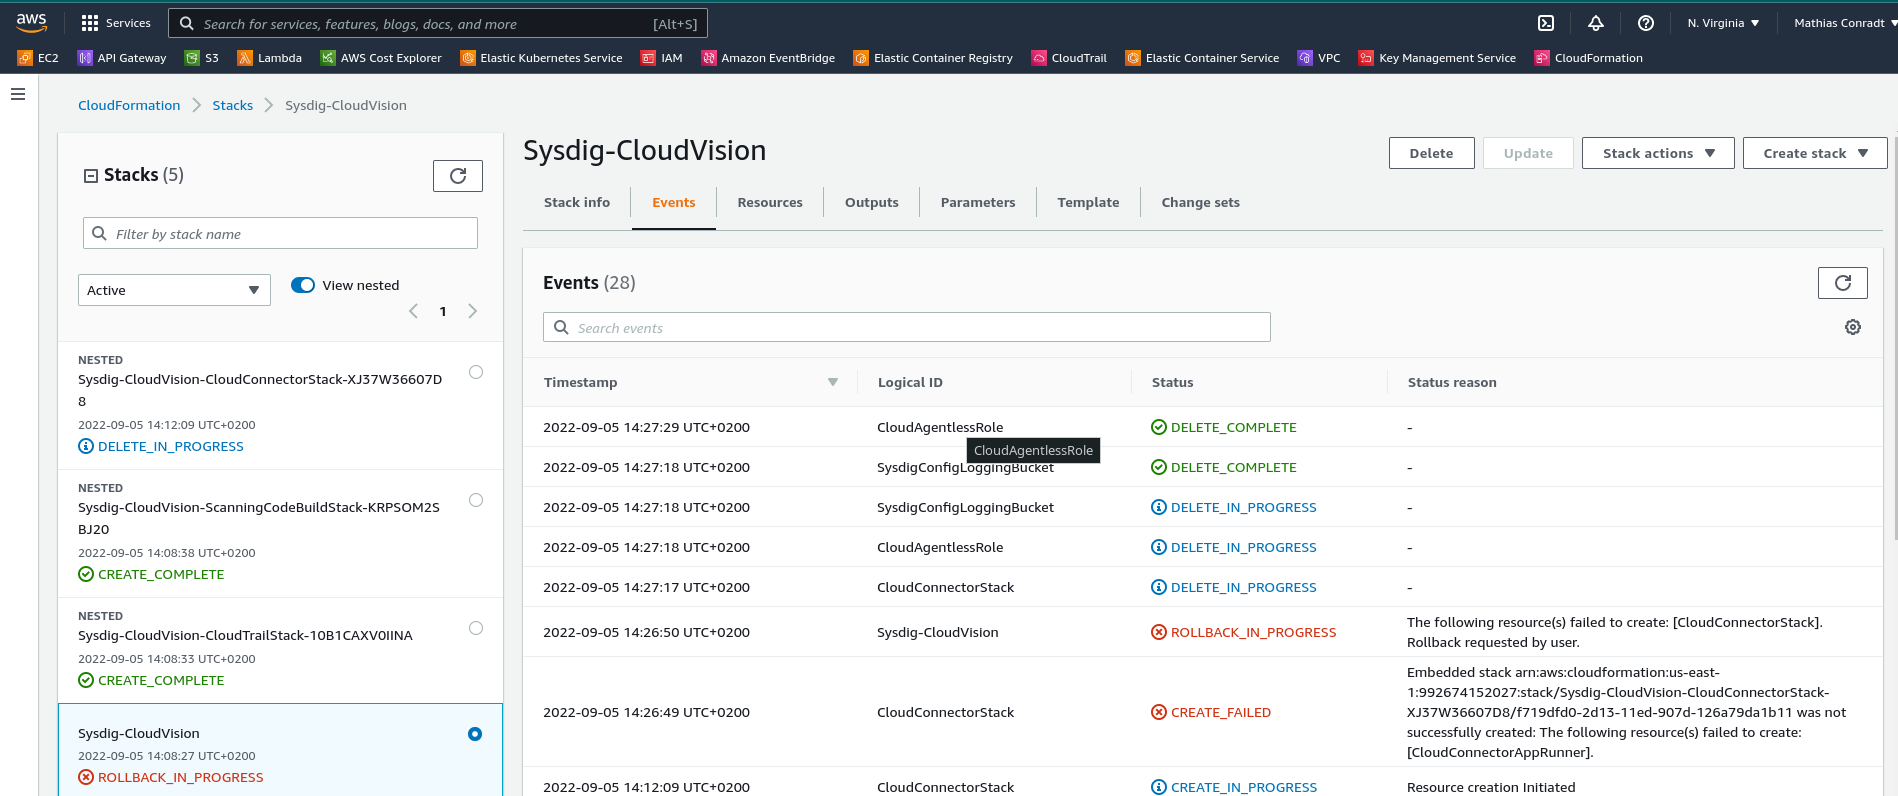 aws
Services
Search for services, features, blogs, docs, and more
[Alt+S]
N. Virginia
Mathias Conradt
EC2
API Gateway
S3
Lambda
AWS Cost Explorer
Elastic Kubernetes Service
IAM
Amazon EventBridge
Elastic Container Registry
CloudTrail
Elastic Container Service
VPC
Key Management Service
CloudFormation
CloudFormation
Stacks
Sysdig-CloudVision
Stacks (5)
Filter by stack name
Active
View nested
1
NESTED
Sysdig-CloudVision-CloudConnectorStack-XJ37W36607D
8
2022-09-05 14:12:09 UTC+0200
DELETE_IN_PROGRESS
NESTED
Sysdig-CloudVision-ScanningCodeBuildStack-KRPSOM2S
BJ20
2022-09-05 14:08:38 UTC+0200
CREATE_COMPLETE
NESTED
Sysdig-CloudVision-CloudTrailStack-10B1CAXV0IINA
2022-09-05 14:08:33 UTC+0200
CREATE_COMPLETE
Sysdig-CloudVision
2022-09-05 14:08:27 UTC+0200
ROLLBACK_IN_PROGRESS
Sysdig-CloudVision
Delete
Update
Stack actions
Create stack
Stack info
Events
Resources
Outputs
Parameters
Template
Change sets
Events (28)
Search events
Timestamp
Logical ID
Status
Status reason
2022-09-05 14:27:29 UTC+0200
CloudAgentlessRole
DELETE_COMPLETE
-
CloudAgentlessRole
2022-09-05 14:27:18 UTC+0200
SysdigConfigLoggingBucket
DELETE_COMPLETE
-
2022-09-05 14:27:18 UTC+0200
SysdigConfigLoggingBucket
DELETE_IN_PROGRESS
-
2022-09-05 14:27:18 UTC+0200
CloudAgentlessRole
DELETE_IN_PROGRESS
-
2022-09-05 14:27:17 UTC+0200
CloudConnectorStack
DELETE_IN_PROGRESS
-
2022-09-05 14:26:50 UTC+0200
Sysdig-CloudVision
ROLLBACK_IN_PROGRESS
The following resource(s) failed to create: [CloudConnectorStack].
Rollback requested by user.
2022-09-05 14:26:49 UTC+0200
CloudConnectorStack
CREATE_FAILED
Embedded stack arn:aws:cloudformation:us-east-
1:992674152027:stack/Sysdig-CloudVision-CloudConnectorStack-
XJ37W36607D8/f719dfd0-2d13-11ed-907d-126a79da1b11 was not
successfully created: The following resource(s) failed to create:
[CloudConnectorAppRunner].
2022-09-05 14:12:09 UTC+0200
CloudConnectorStack
CREATE_IN_PROGRESS
Resource creation Initiated